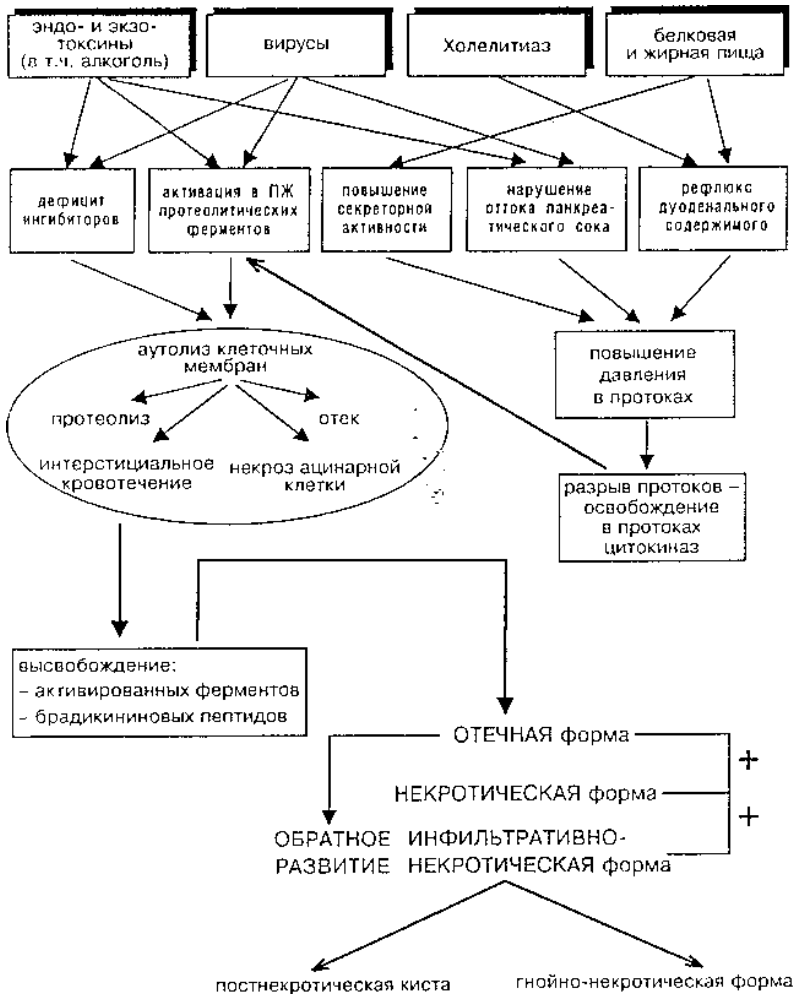 эндо- и экзо-
токсины
(в т.ч. алкоголь)
вирусы
Холелитиаз
белковая
и жирная пища
дефицит
ингибиторов
активация в ПЖ
протеолитических
ферментов
повышение
секреторной
активности
нарушение
оттока панкреа-
тического сока
рефлюкс
дуоденального
содержимого
аутолиз клеточных
мембран
протеолиз
отек
интерстициальное
кровотечение
некроз ацинарной
клетки
повышение
давления
в протоках
разрыв протоков –
освобождение
в протоках
цитокиназ
высвобождение:
– активированных ферментов
– брадикининовых пептидов
ОТЕЧНАЯ форма
+
НЕКРОТИЧЕСКАЯ форма
+
ОБРАТНОЕ ИНФИЛЬТРАТИВНО-
РАЗВИТИЕ НЕКРОТИЧЕСКАЯ форма
постнекротическая киста
гнойно-некротическая форма